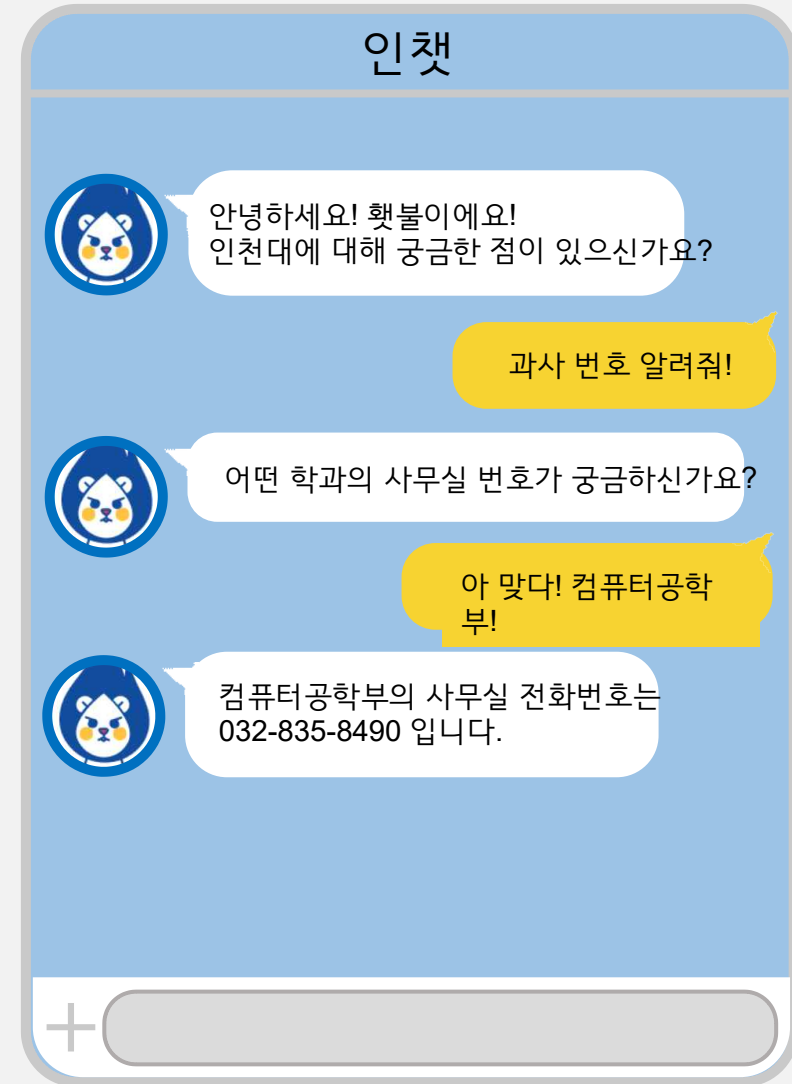 인챗
안녕하세요! 횃불이에요!
인천대에 대해 궁금한 점이 있으신가요?
과사 번호 알려줘!
어떤 학과의 사무실 번호가 궁금하신가요?
아 맞다! 컴퓨터공학
부!
컴퓨터공학부의 사무실 전화번호는
032-835-8490 입니다.